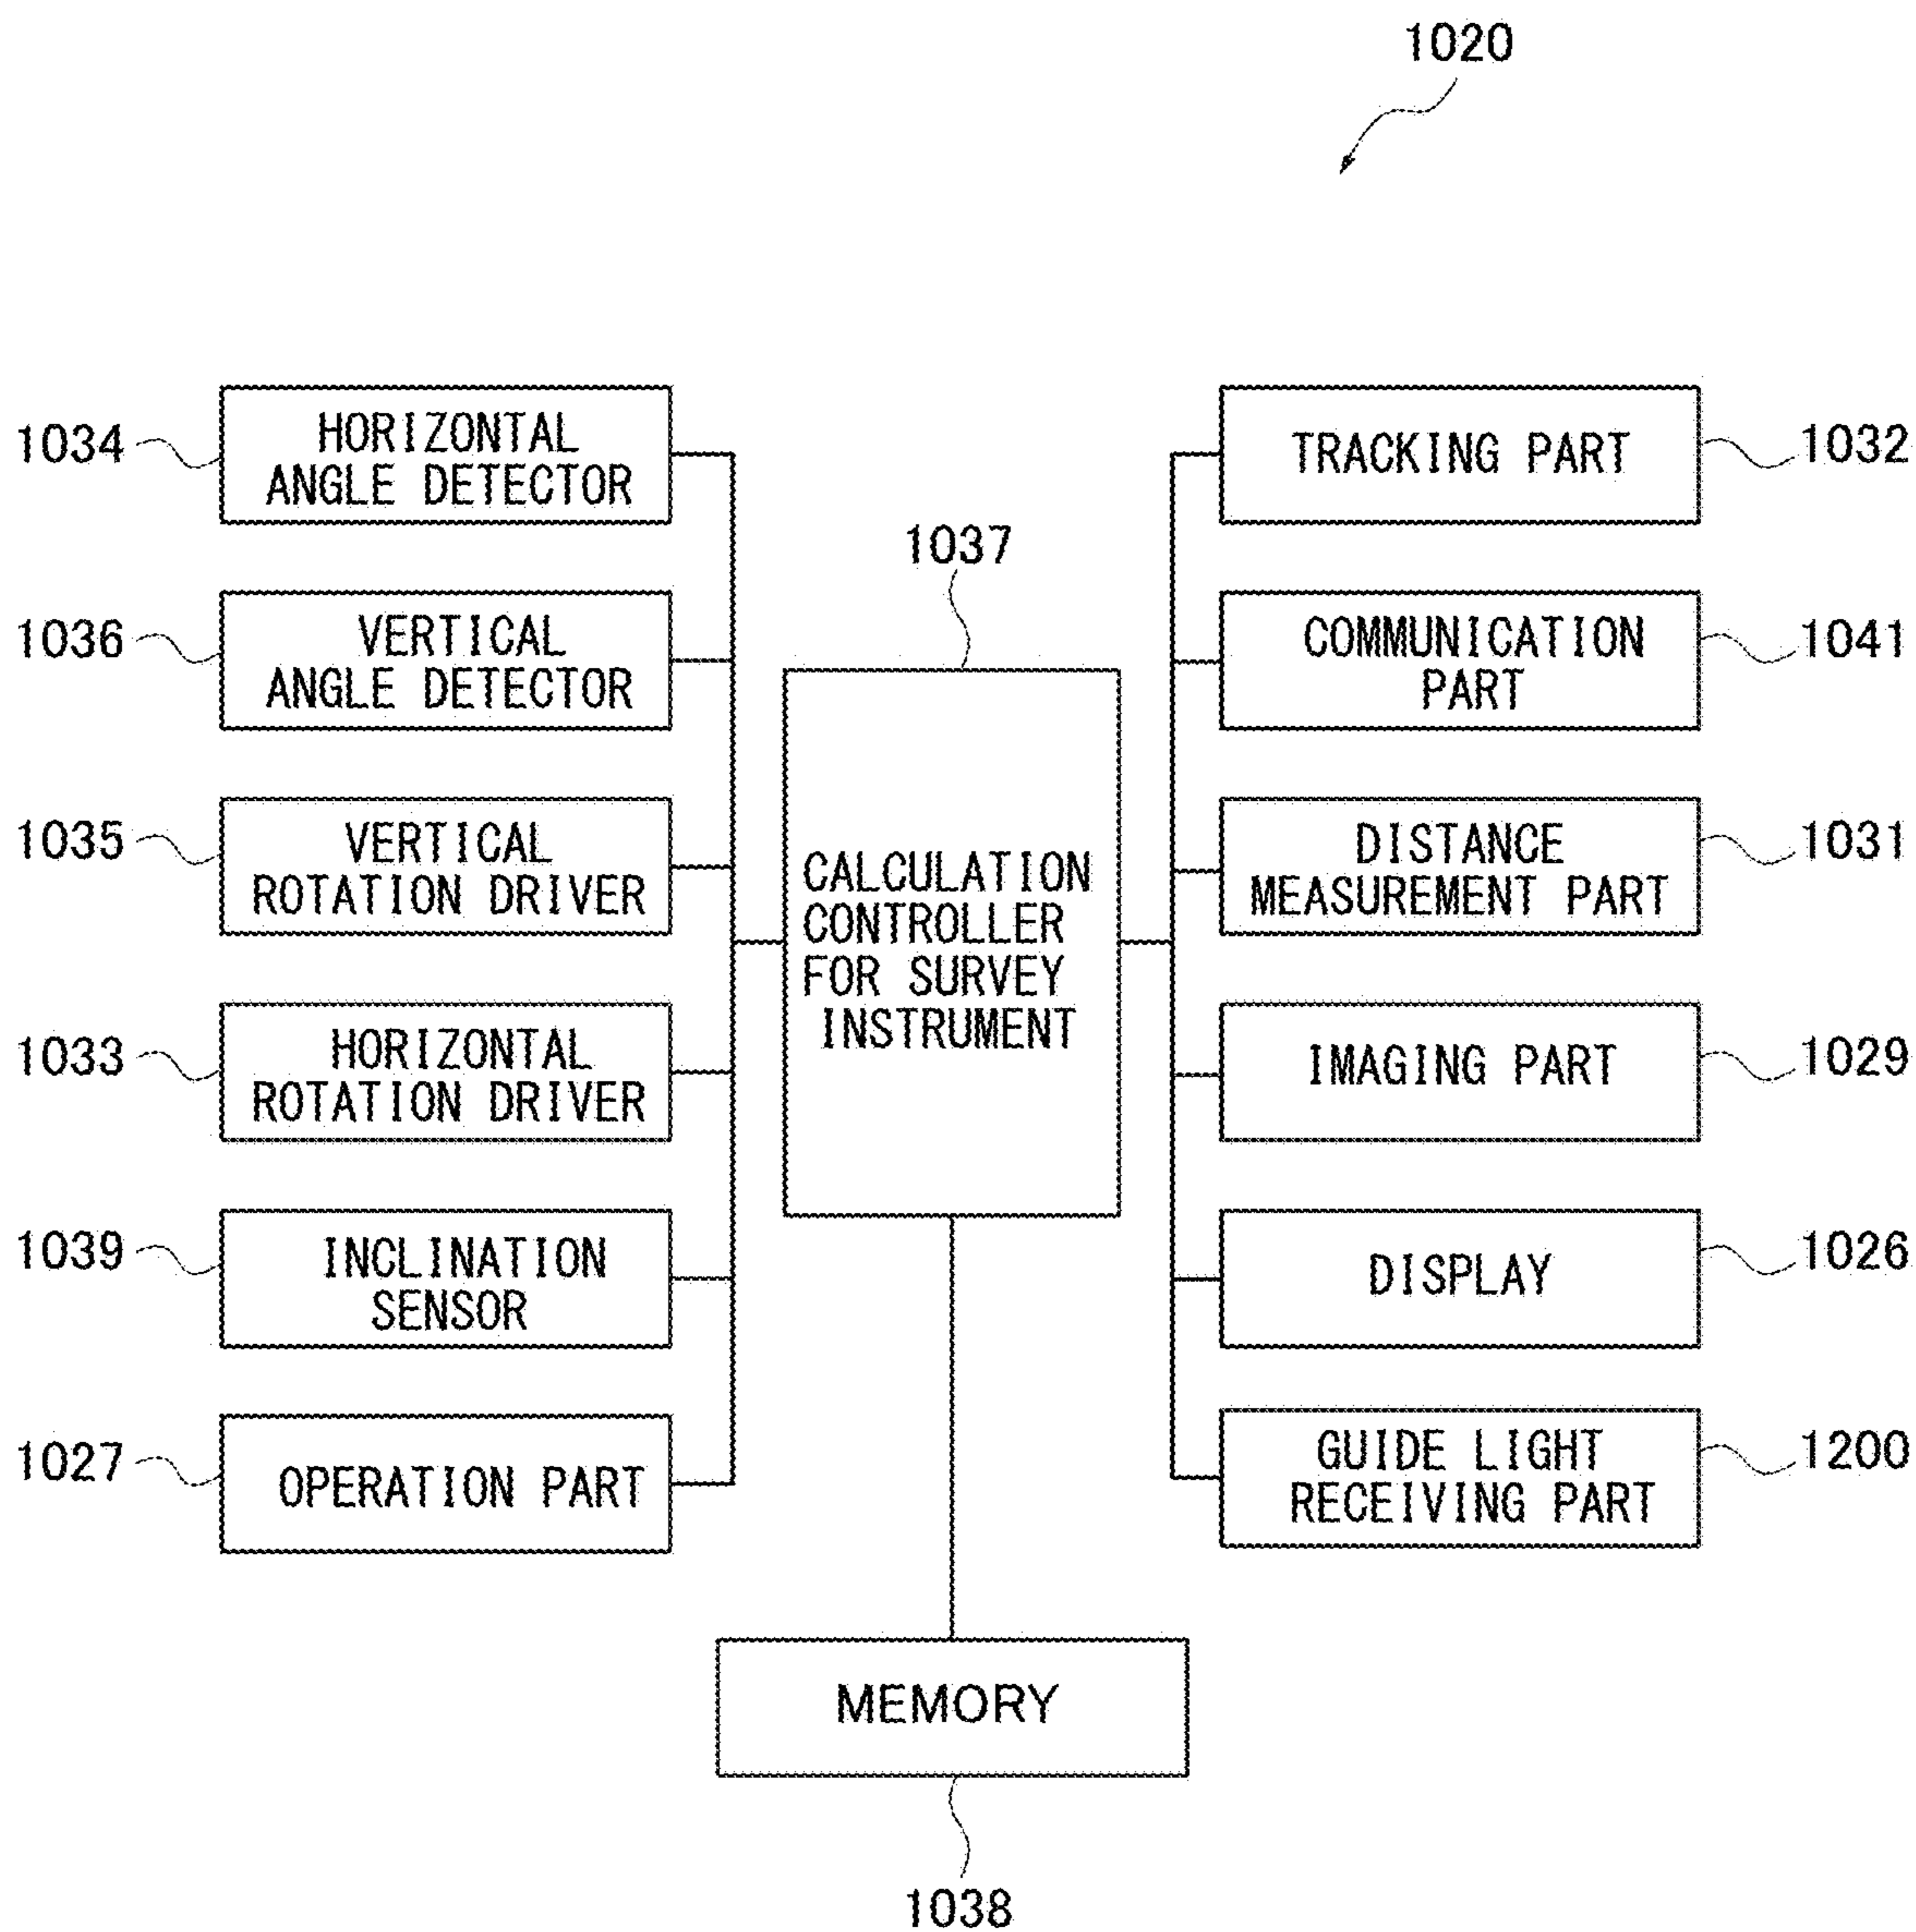 1020
1034
HORIZONTAL
ANGLE DETECTOR
1036
VERTICAL
ANGLE DETECTOR
1035
VERTICAL
ROTATION DRIVER
1033
HORIZONTAL
ROTATION DRIVER
1039
INCLINATION
SENSOR
1027
OPERATION PART
1037
CALCULATION
CONTROLLER
FOR SURVEY
INSTRUMENT
TRACKING PART
1032
COMMUNICATION
PART
1041
DISTANCE
MEASUREMENT PART
1031
IMAGING PART
1029
DISPLAY
1026
GUIDE LIGHT
RECEIVING PART
1200
MEMORY
1038